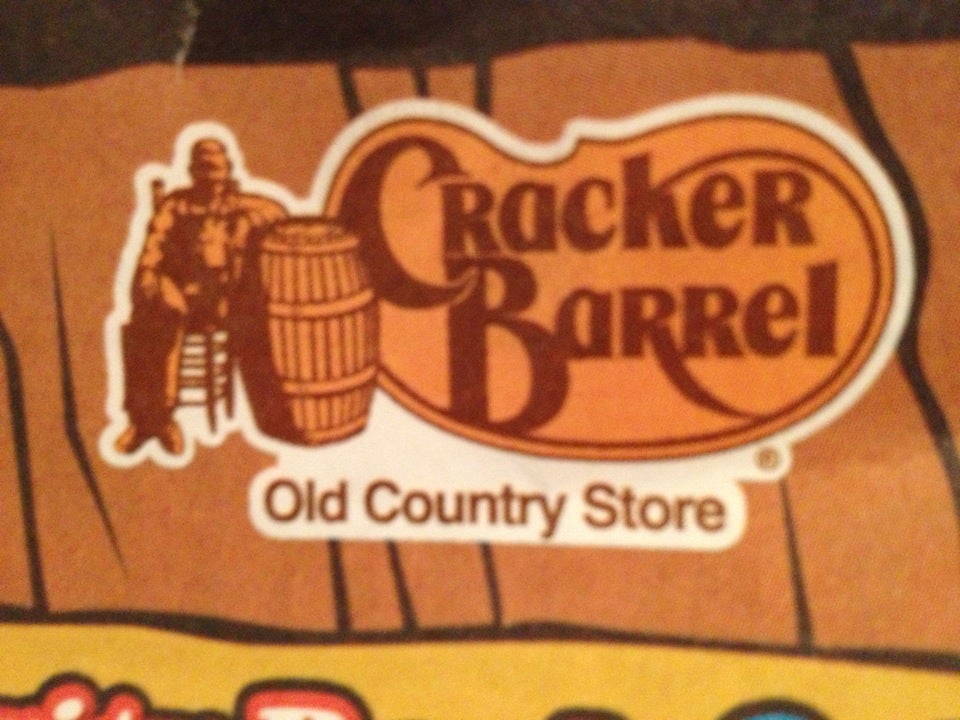 Cracker
Barrel
®
Old Country Store